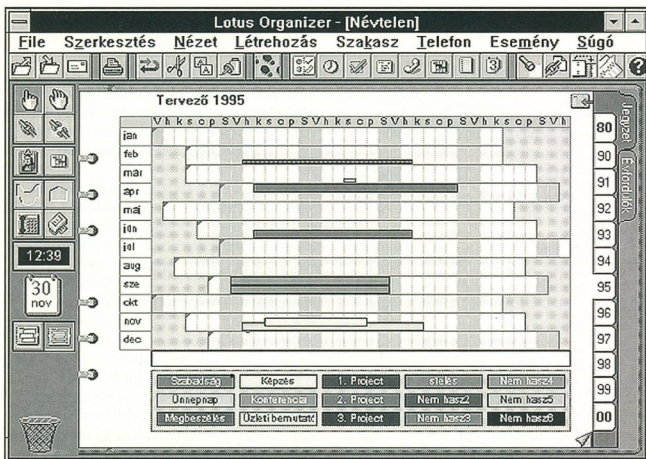 Lotus Organizer - [Névtelen]
File Szerkesztés Nézet Létrehozás Szakasz Telefon Esemény Súgó
Tervező 1995
V h k s c p S V h k s c p S V h k s c p S V h k s c p S V h k s c p S V h
jan
feb
mar
apr
maj
jún
júl
aug
sze
okt
nov
dec
12:39
30
nov
Jegyzet
Évfordulók
80
90
91
92
93
94
95
96
97
98
99
00
Szabadság Képzés 1. Project Nem hasz4
Ünnepnap Konferencia 2. Project Nem hasz2 Nem hasz5
Megbeszélés Üzleti bemutató 3. Project Nem hasz3 Nem hasz6